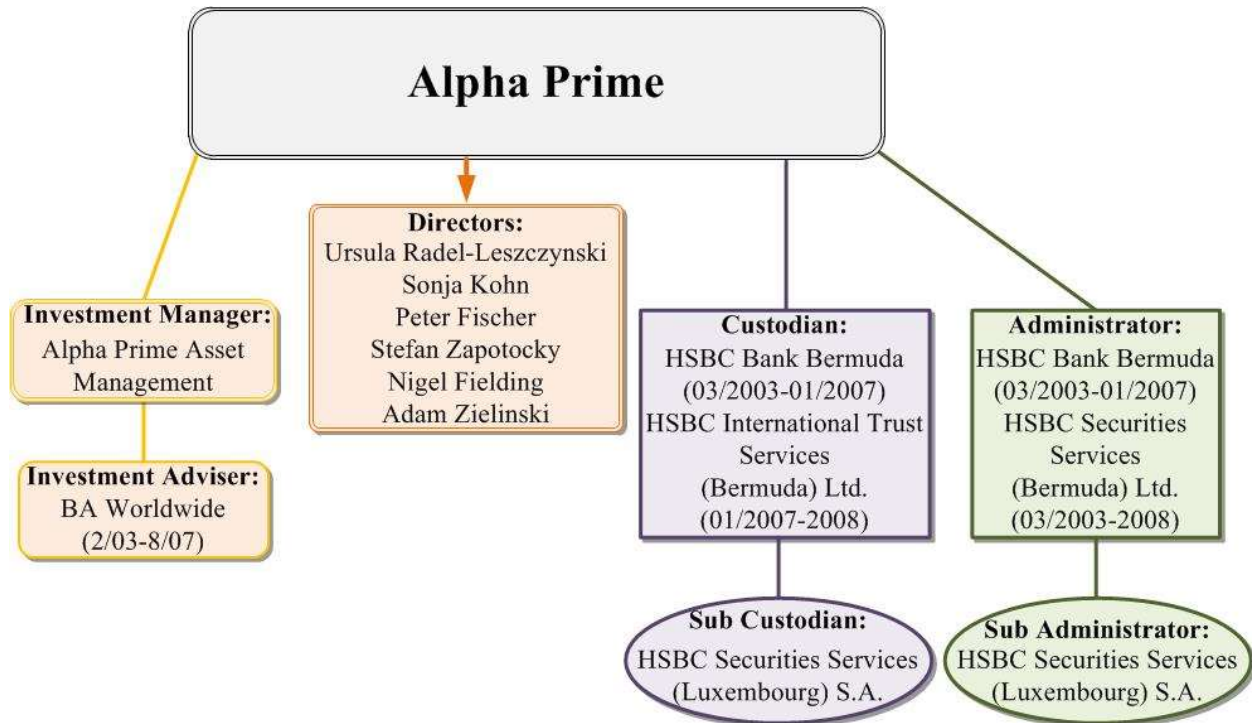 Alpha Prime
Directors:
Ursula Radel-Leszczynski
Sonja Kohn
Peter Fischer
Stefan Zapotocky
Nigel Fielding
Adam Zielinski
Investment Manager:
Alpha Prime Asset
Management
Investment Adviser:
BA Worldwide
(2/03-8/07)
Custodian:
HSBC Bank Bermuda
(03/2003-01/2007)
HSBC International Trust
Services
(Bermuda) Ltd.
(01/2007-2008)
Administrator:
HSBC Bank Bermuda
(03/2003-01/2007)
HSBC Securities
Services
(Bermuda) Ltd.
(03/2003-2008)
Sub Custodian:
HSBC Securities Services
(Luxembourg) S.A.
Sub Administrator:
HSBC Securities Services
(Luxembourg) S.A.